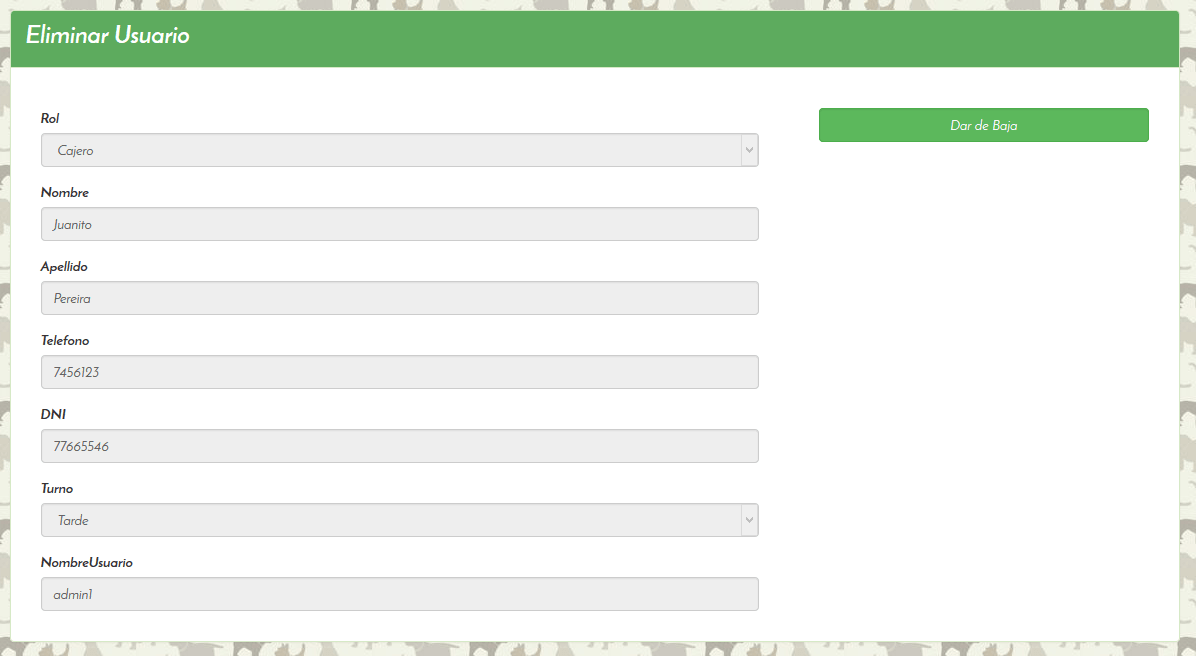 Eliminar Usuario
Rol
Cajero
Dar de Baja
Nombre
Juanito
Apellido
Pereira
Telefono
7456123
DNI
77665546
Turno
Tarde
NombreUsuario
admin1